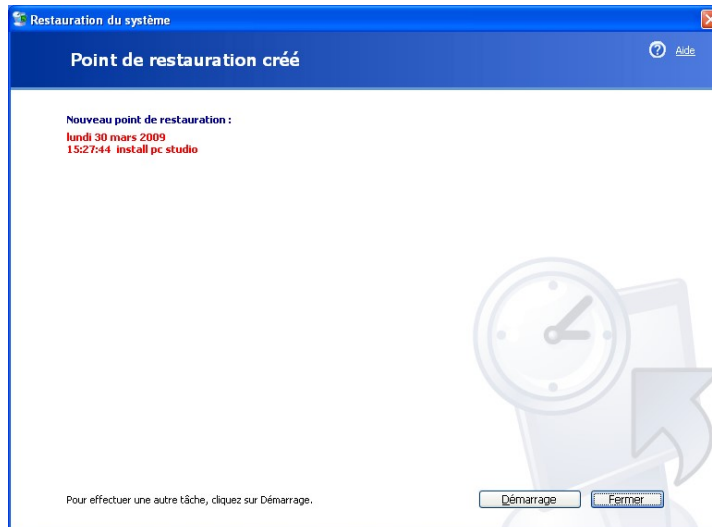 Restauration du système
Point de restauration créé
Aide
Nouveau point de restauration :
lundi 30 mars 2009
15:27:44 install pc studio
Pour effectuer une autre tâche, cliquez sur Démarrage.
Démarrage
Fermer